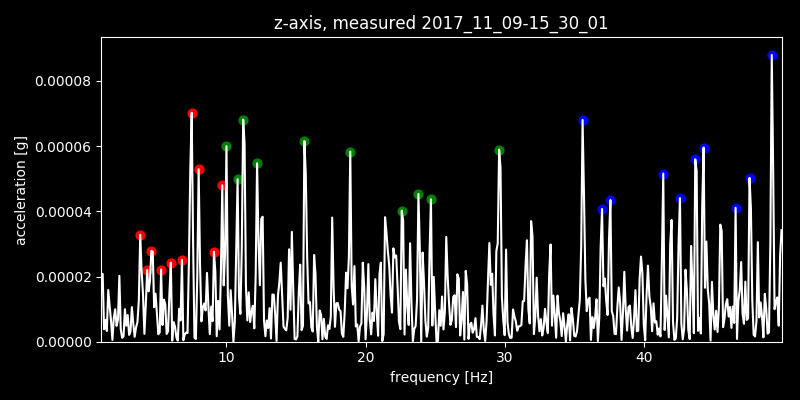 z-axis, measured 2017_11_09-15_30_01
acceleration [g]
0.00008
0.00006
0.00004
0.00002
0.00000
10 20 30 40
frequency [Hz]